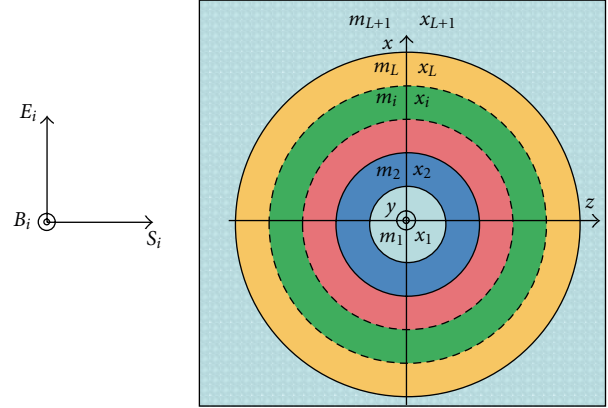 m_{L+1} x_{L+1}
x
m_L x_L
m_i x_i
E_i
m_2 x_2
y
z
B_i
m_1 x_1
S_i